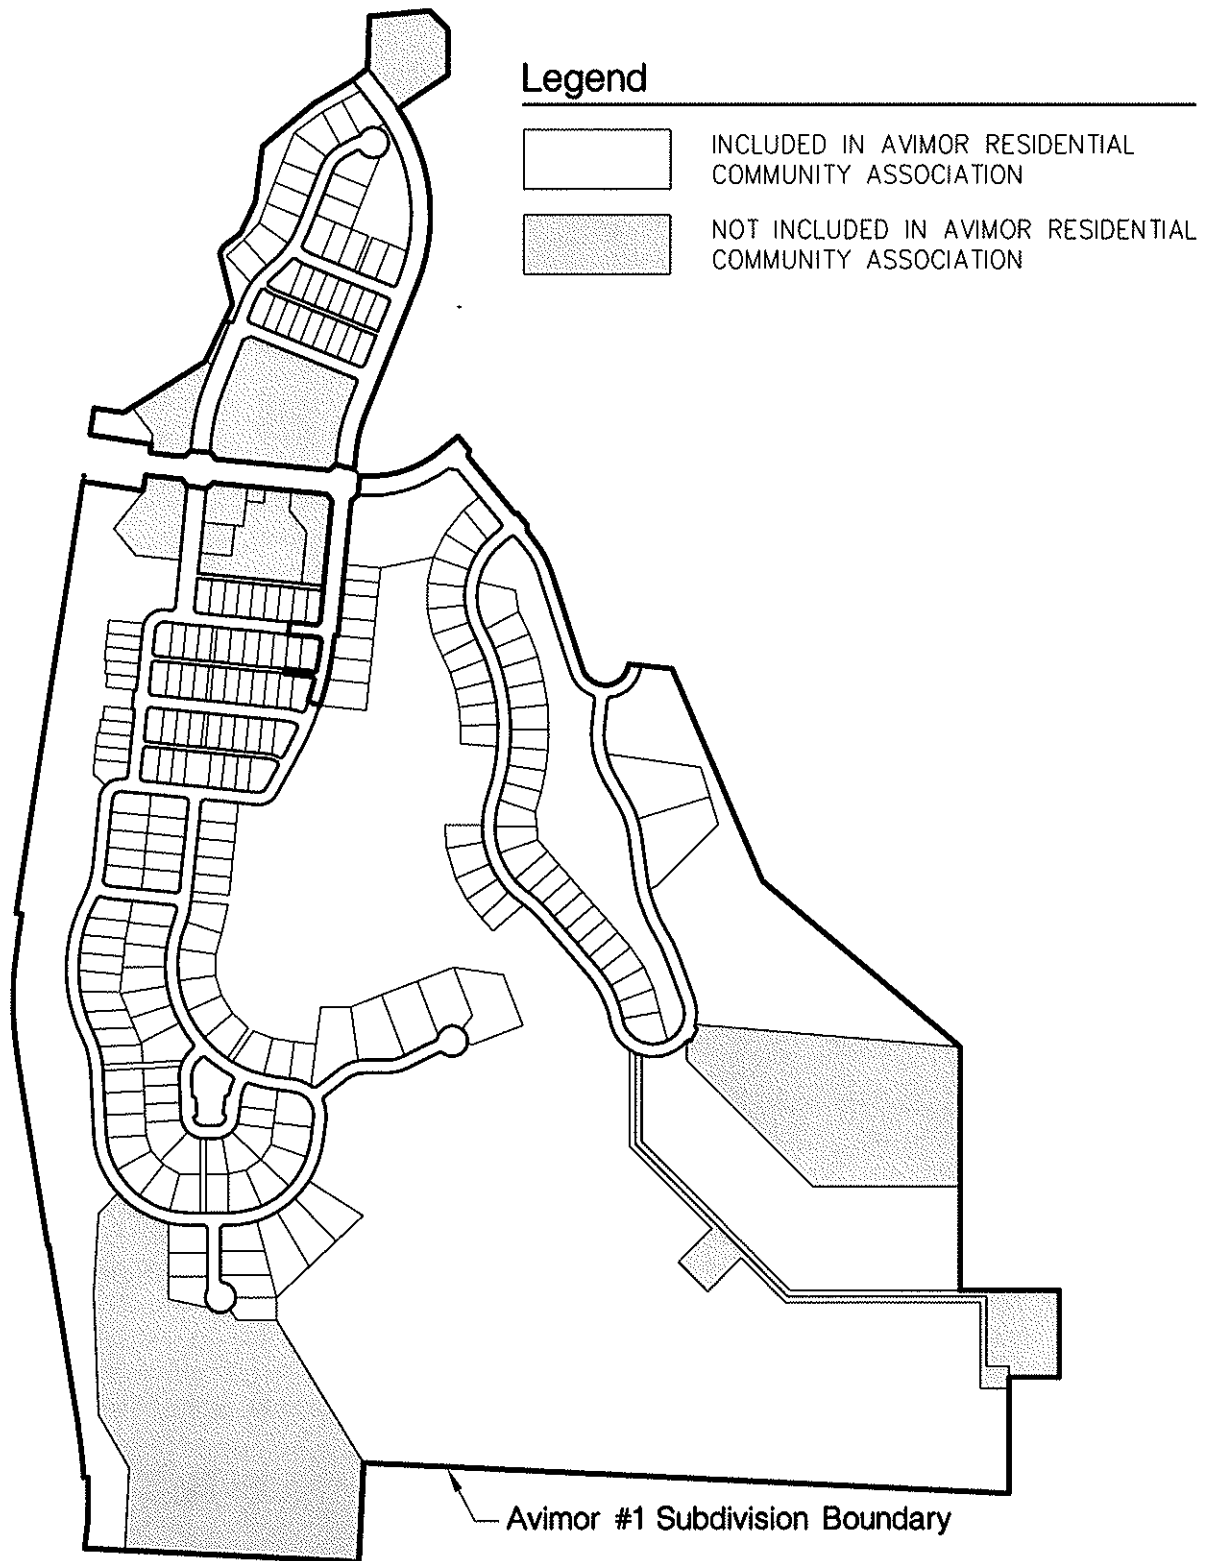 Legend
INCLUDED IN AVIMOR RESIDENTIAL
COMMUNITY ASSOCIATION
NOT INCLUDED IN AVIMOR RESIDENTIAL
COMMUNITY ASSOCIATION
Avimor #1 Subdivision Boundary